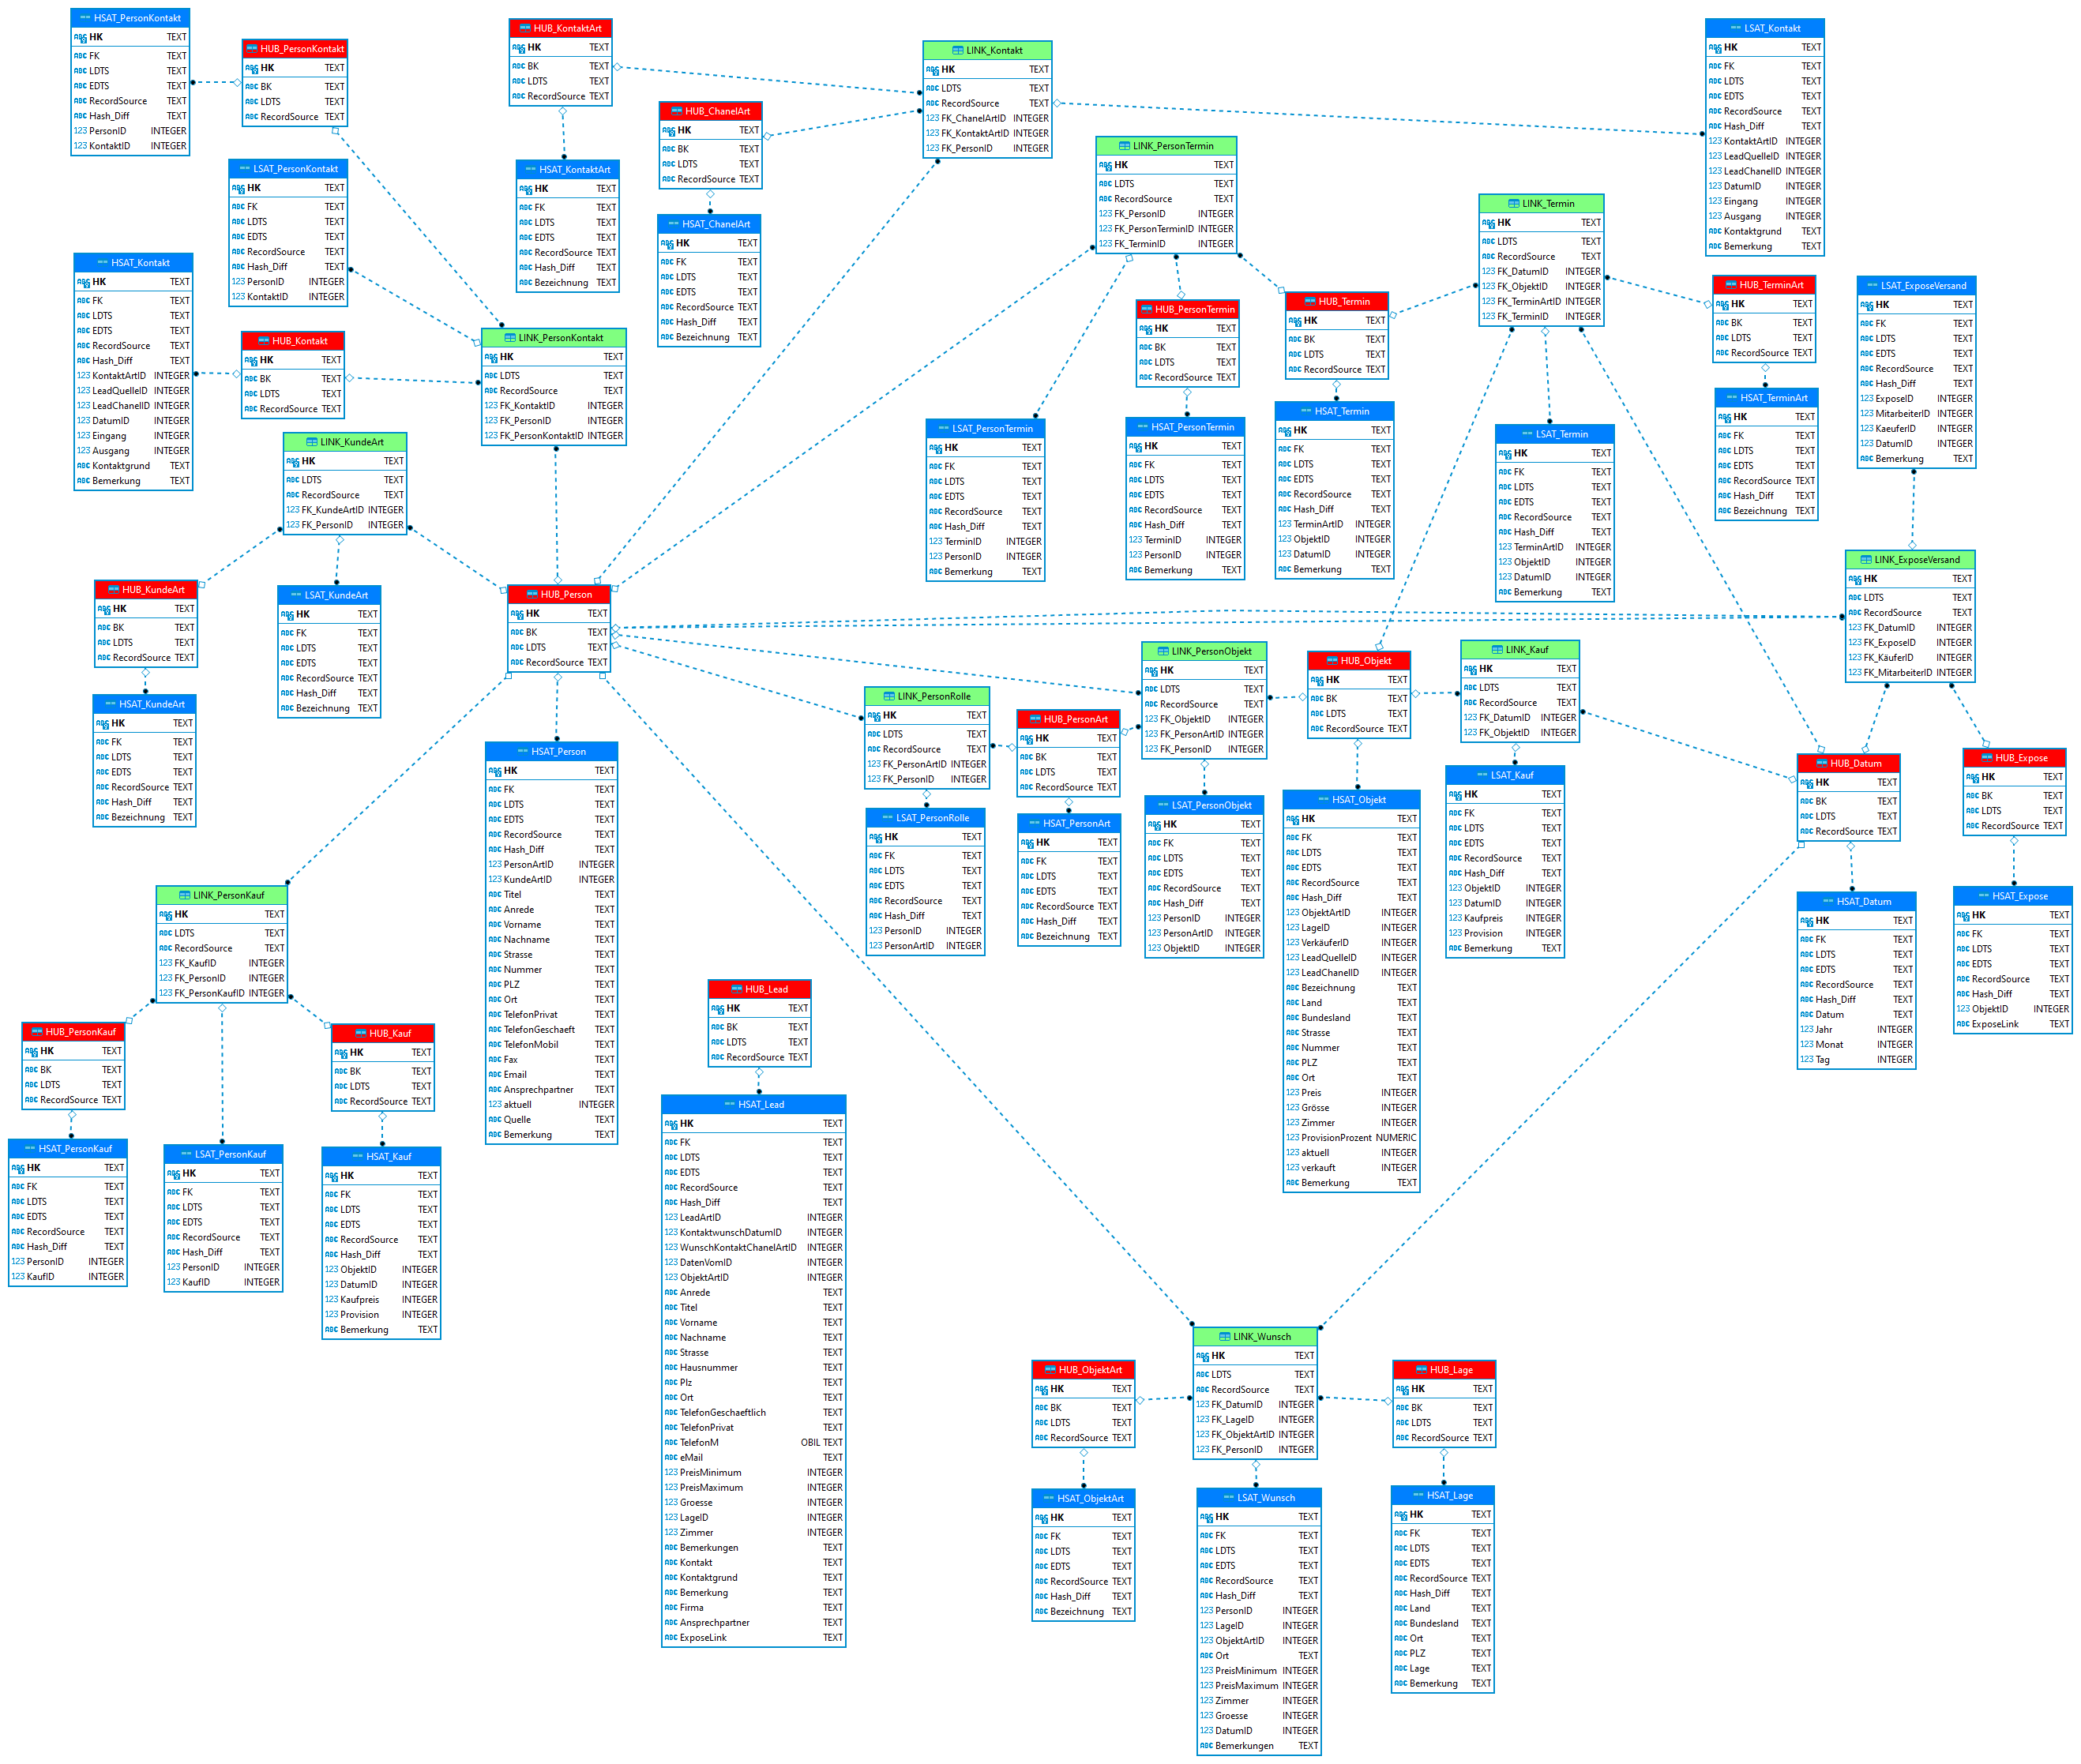 HSAT_PersonKontakt
HK TEXT
FK TEXT
LDTS TEXT
EDTS TEXT
RecordSource TEXT
Hash_Diff TEXT
PersonID INTEGER
KontaktID INTEGER
HUB_PersonKontakt
HK TEXT
BK TEXT
LDTS TEXT
RecordSource TEXT
HUB_KontaktArt
HK TEXT
BK TEXT
LDTS TEXT
RecordSource TEXT
HUB_ChanelArt
HK TEXT
BK TEXT
LDTS TEXT
RecordSource TEXT
LINK_Kontakt
HK TEXT
LDTS TEXT
RecordSource TEXT
FK_ChanelArtID INTEGER
FK_KontaktArtID INTEGER
FK_PersonID INTEGER
LSAT_Kontakt
HK TEXT
FK TEXT
LDTS TEXT
EDTS TEXT
RecordSource TEXT
Hash_Diff TEXT
KontaktArtID INTEGER
LeadQuelleID INTEGER
LeadChanelID INTEGER
DatumID INTEGER
Eingang INTEGER
Ausgang INTEGER
Kontaktgrund TEXT
Bemerkung TEXT
LSAT_PersonKontakt
HK TEXT
FK TEXT
LDTS TEXT
EDTS TEXT
RecordSource TEXT
Hash_Diff TEXT
PersonID INTEGER
KontaktID INTEGER
HSAT_KontaktArt
HK TEXT
FK TEXT
LDTS TEXT
EDTS TEXT
RecordSource TEXT
Hash_Diff TEXT
Bezeichnung TEXT
HSAT_ChanelArt
HK TEXT
FK TEXT
LDTS TEXT
EDTS TEXT
RecordSource TEXT
Hash_Diff TEXT
Bezeichnung TEXT
LINK_PersonTermin
HK TEXT
LDTS TEXT
RecordSource TEXT
FK_PersonID INTEGER
FK_PersonTerminID INTEGER
FK_TerminID INTEGER
LINK_Termin
HK TEXT
LDTS TEXT
RecordSource TEXT
FK_DatumID INTEGER
FK_ObjektID INTEGER
FK_TerminArtID INTEGER
FK_TerminID INTEGER
HSAT_Kontakt
HK TEXT
FK TEXT
LDTS TEXT
EDTS TEXT
RecordSource TEXT
Hash_Diff TEXT
KontaktArtID INTEGER
LeadQuelleID INTEGER
LeadChanelID INTEGER
DatumID INTEGER
Eingang INTEGER
Ausgang INTEGER
Kontaktgrund TEXT
Bemerkung TEXT
HUB_Kontakt
HK TEXT
BK TEXT
LDTS TEXT
RecordSource TEXT
LINK_PersonKontakt
HK TEXT
LDTS TEXT
RecordSource TEXT
FK_KontaktID INTEGER
FK_PersonID INTEGER
FK_PersonKontaktID INTEGER
HUB_PersonTermin
HK TEXT
BK TEXT
LDTS TEXT
RecordSource TEXT
HUB_Termin
HK TEXT
BK TEXT
LDTS TEXT
RecordSource TEXT
HUB_TerminArt
HK TEXT
BK TEXT
LDTS TEXT
RecordSource TEXT
LSAT_ExposeVersand
HK TEXT
FK TEXT
LDTS TEXT
EDTS TEXT
RecordSource TEXT
Hash_Diff TEXT
ExposeID INTEGER
MitarbeiterID INTEGER
KaeuferID INTEGER
DatumID INTEGER
Bemerkung TEXT
LSAT_PersonTermin
HK TEXT
FK TEXT
LDTS TEXT
EDTS TEXT
RecordSource TEXT
Hash_Diff TEXT
TerminID INTEGER
PersonID INTEGER
Bemerkung TEXT
HSAT_PersonTermin
HK TEXT
FK TEXT
LDTS TEXT
EDTS TEXT
RecordSource TEXT
Hash_Diff TEXT
TerminID INTEGER
PersonID INTEGER
Bemerkung TEXT
HSAT_Termin
HK TEXT
FK TEXT
LDTS TEXT
EDTS TEXT
RecordSource TEXT
Hash_Diff TEXT
TerminArtID INTEGER
ObjektID INTEGER
DatumID INTEGER
Bemerkung TEXT
LSAT_Termin
HK TEXT
FK TEXT
LDTS TEXT
EDTS TEXT
RecordSource TEXT
Hash_Diff TEXT
TerminArtID INTEGER
ObjektID INTEGER
DatumID INTEGER
Bemerkung TEXT
HSAT_TerminArt
HK TEXT
FK TEXT
LDTS TEXT
EDTS TEXT
RecordSource TEXT
Hash_Diff TEXT
Bezeichnung TEXT
LINK_KundeArt
HK TEXT
LDTS TEXT
RecordSource TEXT
FK_KundeArtID INTEGER
FK_PersonID INTEGER
HUB_KundeArt
HK TEXT
BK TEXT
LDTS TEXT
RecordSource TEXT
LSAT_KundeArt
HK TEXT
FK TEXT
LDTS TEXT
EDTS TEXT
RecordSource TEXT
Hash_Diff TEXT
Bezeichnung TEXT
HUB_Person
HK TEXT
BK TEXT
LDTS TEXT
RecordSource TEXT
LINK_ExposeVersand
HK TEXT
LDTS TEXT
RecordSource TEXT
FK_DatumID INTEGER
FK_ExposeID INTEGER
FK_KäuferID INTEGER
FK_MitarbeiterID INTEGER
HSAT_KundeArt
HK TEXT
FK TEXT
LDTS TEXT
EDTS TEXT
RecordSource TEXT
Hash_Diff TEXT
Bezeichnung TEXT
HSAT_Person
HK TEXT
FK TEXT
LDTS TEXT
EDTS TEXT
RecordSource TEXT
Hash_Diff TEXT
PersonArtID INTEGER
KundeArtID INTEGER
Titel TEXT
Anrede TEXT
Vorname TEXT
Nachname TEXT
Strasse TEXT
Nummer TEXT
PLZ TEXT
Ort TEXT
TelefonPrivat TEXT
TelefonGeschaeft TEXT
TelefonMobil TEXT
Fax TEXT
Email TEXT
Ansprechpartner TEXT
aktuell INTEGER
Quelle TEXT
Bemerkung TEXT
LINK_PersonRolle
HK TEXT
LDTS TEXT
RecordSource TEXT
FK_PersonArtID INTEGER
FK_PersonID INTEGER
HUB_PersonArt
HK TEXT
BK TEXT
LDTS TEXT
RecordSource TEXT
LINK_PersonObjekt
HK TEXT
LDTS TEXT
RecordSource TEXT
FK_ObjektID INTEGER
FK_PersonArtID INTEGER
FK_PersonID INTEGER
HUB_Objekt
HK TEXT
BK TEXT
LDTS TEXT
RecordSource TEXT
LINK_Kauf
HK TEXT
LDTS TEXT
RecordSource TEXT
FK_DatumID INTEGER
FK_ObjektID INTEGER
HUB_Datum
HK TEXT
BK TEXT
LDTS TEXT
RecordSource TEXT
HUB_Expose
HK TEXT
BK TEXT
LDTS TEXT
RecordSource TEXT
LSAT_PersonRolle
HK TEXT
FK TEXT
LDTS TEXT
EDTS TEXT
RecordSource TEXT
Hash_Diff TEXT
PersonID INTEGER
PersonArtID INTEGER
HSAT_PersonArt
HK TEXT
FK TEXT
LDTS TEXT
EDTS TEXT
RecordSource TEXT
Hash_Diff TEXT
Bezeichnung TEXT
LSAT_PersonObjekt
HK TEXT
FK TEXT
LDTS TEXT
EDTS TEXT
RecordSource TEXT
Hash_Diff TEXT
PersonID INTEGER
PersonArtID INTEGER
ObjektID INTEGER
HSAT_Objekt
HK TEXT
FK TEXT
LDTS TEXT
EDTS TEXT
RecordSource TEXT
Hash_Diff TEXT
ObjektArtID INTEGER
LageID INTEGER
VerkäuferID INTEGER
LeadQuelleID INTEGER
LeadChanelID INTEGER
Bezeichnung TEXT
Land TEXT
Bundesland TEXT
Strasse TEXT
Nummer TEXT
PLZ TEXT
Ort TEXT
Preis INTEGER
Grösse INTEGER
Zimmer INTEGER
ProvisionProzent NUMERIC
aktuell INTEGER
verkauft INTEGER
Bemerkung TEXT
LSAT_Kauf
HK TEXT
FK TEXT
LDTS TEXT
EDTS TEXT
RecordSource TEXT
Hash_Diff TEXT
ObjektID INTEGER
DatumID INTEGER
Kaufpreis INTEGER
Provision INTEGER
Bemerkung TEXT
HSAT_Datum
HK TEXT
FK TEXT
LDTS TEXT
EDTS TEXT
RecordSource TEXT
Hash_Diff TEXT
Datum TEXT
Jahr INTEGER
Monat INTEGER
Tag INTEGER
HSAT_Expose
HK TEXT
FK TEXT
LDTS TEXT
EDTS TEXT
RecordSource TEXT
Hash_Diff TEXT
ObjektID INTEGER
ExposeLink TEXT
LINK_PersonKauf
HK TEXT
LDTS TEXT
RecordSource TEXT
FK_KaufID INTEGER
FK_PersonID INTEGER
FK_PersonKaufID INTEGER
HUB_PersonKauf
HK TEXT
BK TEXT
LDTS TEXT
RecordSource TEXT
HUB_Kauf
HK TEXT
BK TEXT
LDTS TEXT
RecordSource TEXT
HSAT_PersonKauf
HK TEXT
FK TEXT
LDTS TEXT
EDTS TEXT
RecordSource TEXT
Hash_Diff TEXT
PersonID INTEGER
KaufID INTEGER
LSAT_PersonKauf
HK TEXT
FK TEXT
LDTS TEXT
EDTS TEXT
RecordSource TEXT
Hash_Diff TEXT
PersonID INTEGER
KaufID INTEGER
HSAT_Kauf
HK TEXT
FK TEXT
LDTS TEXT
EDTS TEXT
RecordSource TEXT
Hash_Diff TEXT
ObjektID INTEGER
DatumID INTEGER
Kaufpreis INTEGER
Provision INTEGER
Bemerkung TEXT
HUB_Lead
HK TEXT
BK TEXT
LDTS TEXT
RecordSource TEXT
HSAT_Lead
HK TEXT
FK TEXT
LDTS TEXT
EDTS TEXT
RecordSource TEXT
Hash_Diff TEXT
LeadArtID INTEGER
KontaktwunschDatumID INTEGER
WunschKontaktChanelArtID INTEGER
DatenVomID INTEGER
ObjektArtID INTEGER
Anrede TEXT
Titel TEXT
Vorname TEXT
Nachname TEXT
Strasse TEXT
Hausnummer TEXT
Plz TEXT
Ort TEXT
TelefonGeschaeftlich TEXT
TelefonPrivat TEXT
TelefonM OBIL TEXT
eMail TEXT
PreisMinimum INTEGER
PreisMaximum INTEGER
Groesse INTEGER
LageID INTEGER
Zimmer INTEGER
Bemerkungen TEXT
Kontakt TEXT
Kontaktgrund TEXT
Bemerkung TEXT
Firma TEXT
Ansprechpartner TEXT
ExposeLink TEXT
LINK_Wunsch
HK TEXT
LDTS TEXT
RecordSource TEXT
FK_DatumID INTEGER
FK_LageID INTEGER
FK_ObjektArtID INTEGER
FK_PersonID INTEGER
HUB_ObjektArt
HK TEXT
BK TEXT
LDTS TEXT
RecordSource TEXT
HUB_Lage
HK TEXT
BK TEXT
LDTS TEXT
RecordSource TEXT
HSAT_ObjektArt
HK TEXT
FK TEXT
LDTS TEXT
EDTS TEXT
RecordSource TEXT
Hash_Diff TEXT
Bezeichnung TEXT
LSAT_Wunsch
HK TEXT
FK TEXT
LDTS TEXT
EDTS TEXT
RecordSource TEXT
Hash_Diff TEXT
PersonID INTEGER
LageID INTEGER
ObjektArtID INTEGER
Ort TEXT
PreisMinimum INTEGER
PreisMaximum INTEGER
Zimmer INTEGER
Groesse INTEGER
DatumID INTEGER
Bemerkungen TEXT
HSAT_Lage
HK TEXT
FK TEXT
LDTS TEXT
EDTS TEXT
RecordSource TEXT
Hash_Diff TEXT
Land TEXT
Bundesland TEXT
Ort TEXT
PLZ TEXT
Lage TEXT
Bemerkung TEXT